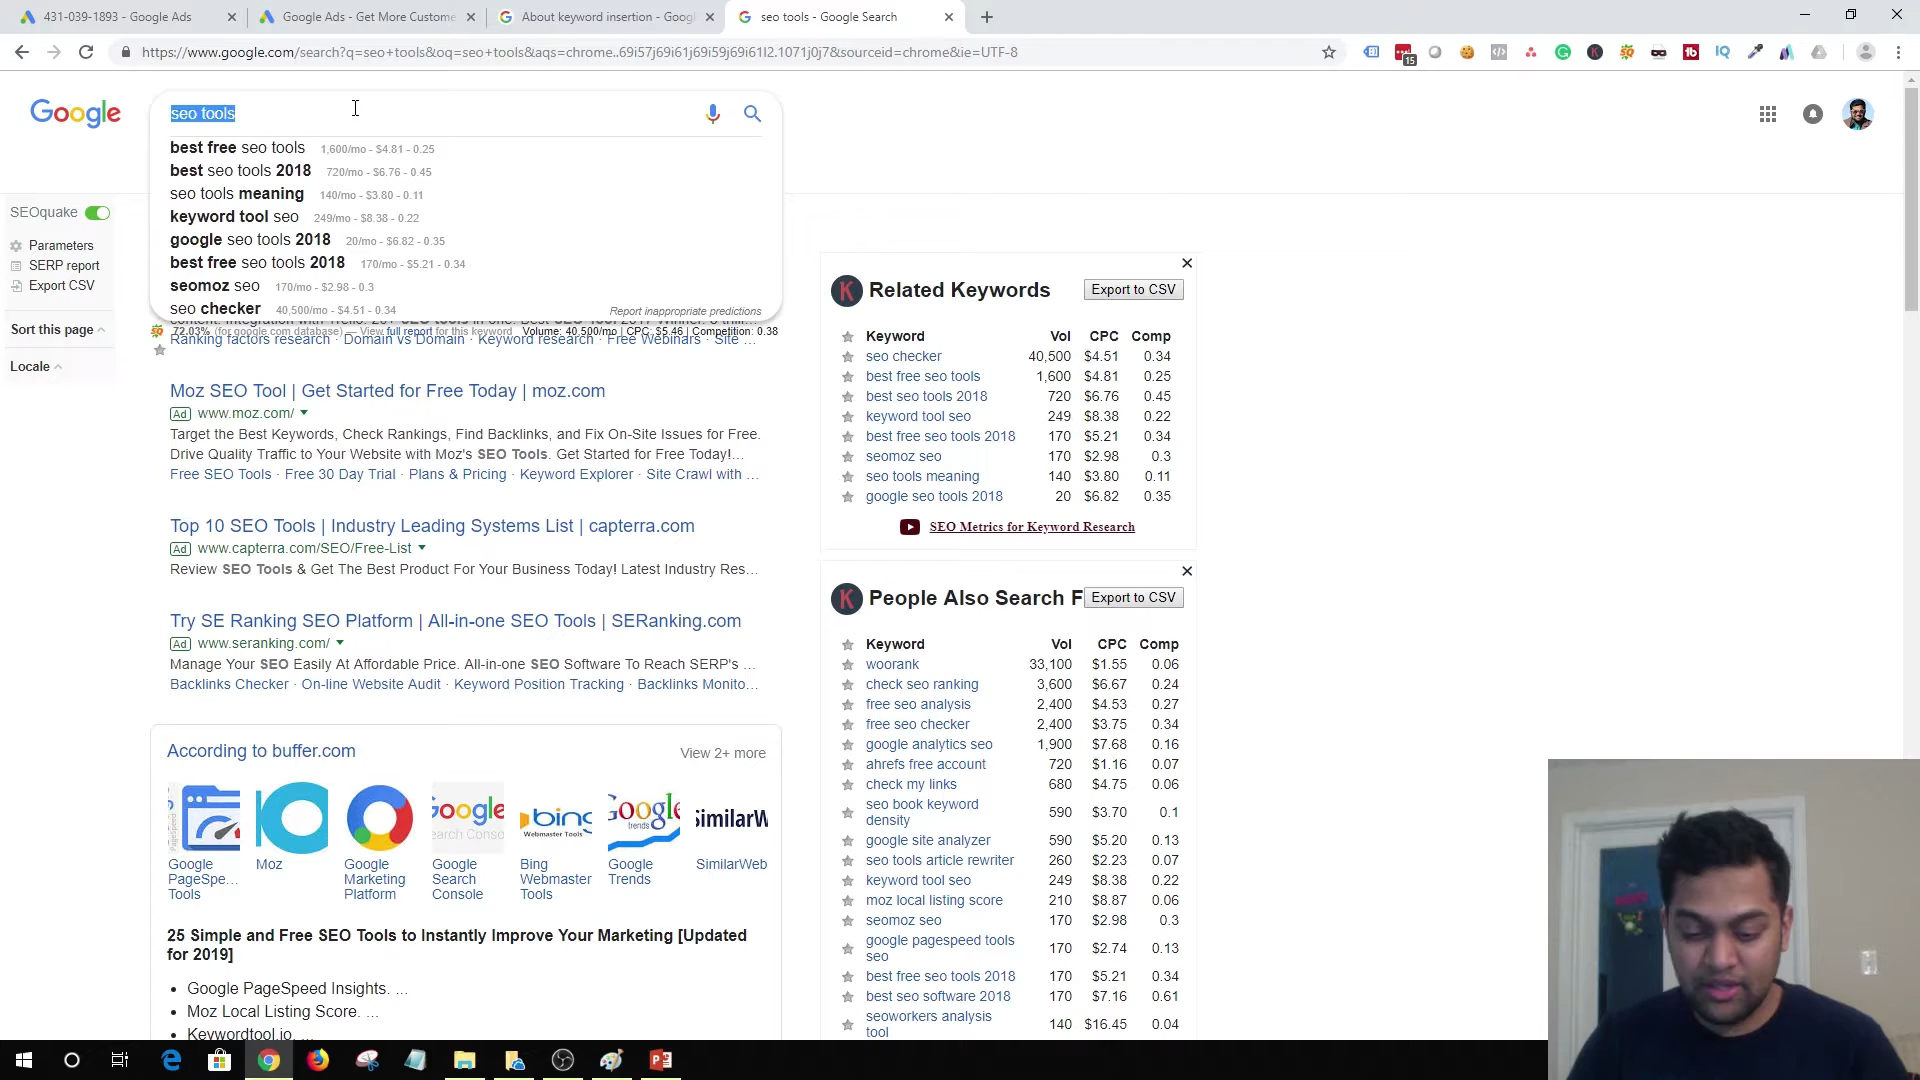 431-039-1893 - Google Ads
Google Ads - Get More Custome
About keyword insertion - Goog
seo tools - Google Search
https://www.google.com/search?q=seo+tools&oq=seo+tools&aqs=chrome..69i57j69i61j69i59j69i61l2.1071j0j7&sourceid=chrome&ie=UTF-8
15
Google
seo tools
best free seo tools 1,600/mo - $4.81 - 0.25
best seo tools 2018 720/mo - $6.76 - 0.45
seo tools meaning 140/mo - $3.80 - 0.11
keyword tool seo 249/mo - $8.38 - 0.22
google seo tools 2018 20/mo - $6.82 - 0.35
best free seo tools 2018 170/mo - $5.21 - 0.34
seomoz seo 170/mo - $2.98 - 0.3
seo checker 40,500/mo - $4.51 - 0.34
Report inappropriate predictions
SEOquake
Parameters
SERP report
Export CSV
Sort this page
Locale
72.03% (for google.com database) — View full report for this keyword Volume: 40,500/mo | CPC: $5.46 | Competition: 0.38
Ranking factors research · Domain vs Domain · Keyword research · Free Webinars · Site ...
Moz SEO Tool | Get Started for Free Today | moz.com
Ad www.moz.com/
Target the Best Keywords, Check Rankings, Find Backlinks, and Fix On-Site Issues for Free.
Drive Quality Traffic to Your Website with Moz's SEO Tools. Get Started for Free Today!...
Free SEO Tools · Free 30 Day Trial · Plans & Pricing · Keyword Explorer · Site Crawl with ...
Top 10 SEO Tools | Industry Leading Systems List | capterra.com
Ad www.capterra.com/SEO/Free-List
Review SEO Tools & Get The Best Product For Your Business Today! Latest Industry Res...
Try SE Ranking SEO Platform | All-in-one SEO Tools | SERanking.com
Ad www.seranking.com/
Manage Your SEO Easily At Affordable Price. All-in-one SEO Software To Reach SERP's ...
Backlinks Checker · On-line Website Audit · Keyword Position Tracking · Backlinks Monito...
According to buffer.com
View 2+ more
Google PageSpe... Tools
Moz
Google Marketing Platform
Google Search Console
Bing Webmaster Tools
Google Trends
SimilarWeb
25 Simple and Free SEO Tools to Instantly Improve Your Marketing [Updated
for 2019]
• Google PageSpeed Insights. ...
• Moz Local Listing Score. ...
• Keywordtool.io. ...
Related Keywords
Export to CSV
Keyword Vol CPC Comp
seo checker 40,500 $4.51 0.34
best free seo tools 1,600 $4.81 0.25
best seo tools 2018 720 $6.76 0.45
keyword tool seo 249 $8.38 0.22
best free seo tools 2018 170 $5.21 0.34
seomoz seo 170 $2.98 0.3
seo tools meaning 140 $3.80 0.11
google seo tools 2018 20 $6.82 0.35
SEO Metrics for Keyword Research
People Also Search F
Export to CSV
Keyword Vol CPC Comp
woorank 33,100 $1.55 0.06
check seo ranking 3,600 $6.67 0.24
free seo analysis 2,400 $4.53 0.27
free seo checker 2,400 $3.75 0.34
google analytics seo 1,900 $7.68 0.16
ahrefs free account 720 $1.16 0.07
check my links 680 $4.75 0.06
seo book keyword density 590 $3.70 0.1
google site analyzer 590 $5.20 0.13
seo tools article rewriter 260 $2.23 0.07
keyword tool seo 249 $8.38 0.22
moz local listing score 210 $8.87 0.06
seomoz seo 170 $2.98 0.3
google pagespeed tools seo 170 $2.74 0.13
best free seo tools 2018 170 $5.21 0.34
best seo software 2018 170 $7.16 0.61
seoworkers analysis tool 140 $16.45 0.04